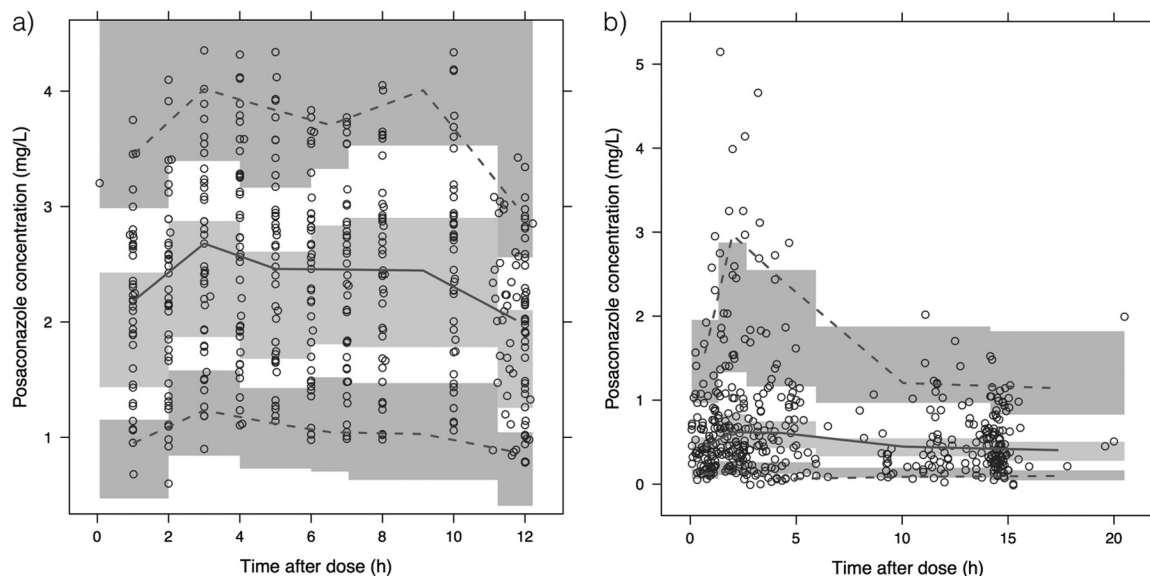 a)
Posaconazole concentration (mg/L)
4
3
2
1
0 2 4 6 8 10 12
Time after dose (h)
b)
Posaconazole concentration (mg/L)
5
4
3
2
1
0
0 5 10 15 20
Time after dose (h)